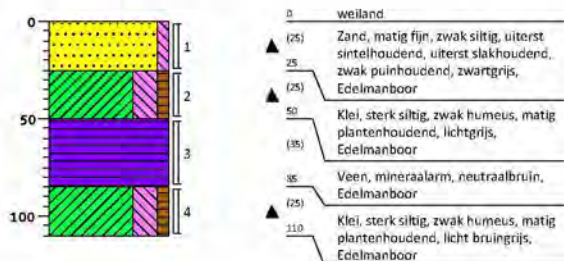 0
50
100
1
2
3
4
0 weiland
(25) Zand, matig fijn, zwak siltig, uiterst
sintelhoudend, uiterst slakhoudend,
25 zwak puinhoudend, zwartgrijs,
(25) Edelmanboor
50 Klei, sterk siltig, zwak humeus, matig
plantenhoudend, lichtgrijs,
(35) Edelmanboor
85 Veen, mineraalarm, neutraalbruin,
(25) Edelmanboor
110 Klei, sterk siltig, zwak humeus, matig
plantenhoudend, licht bruingrijs,
Edelmanboor